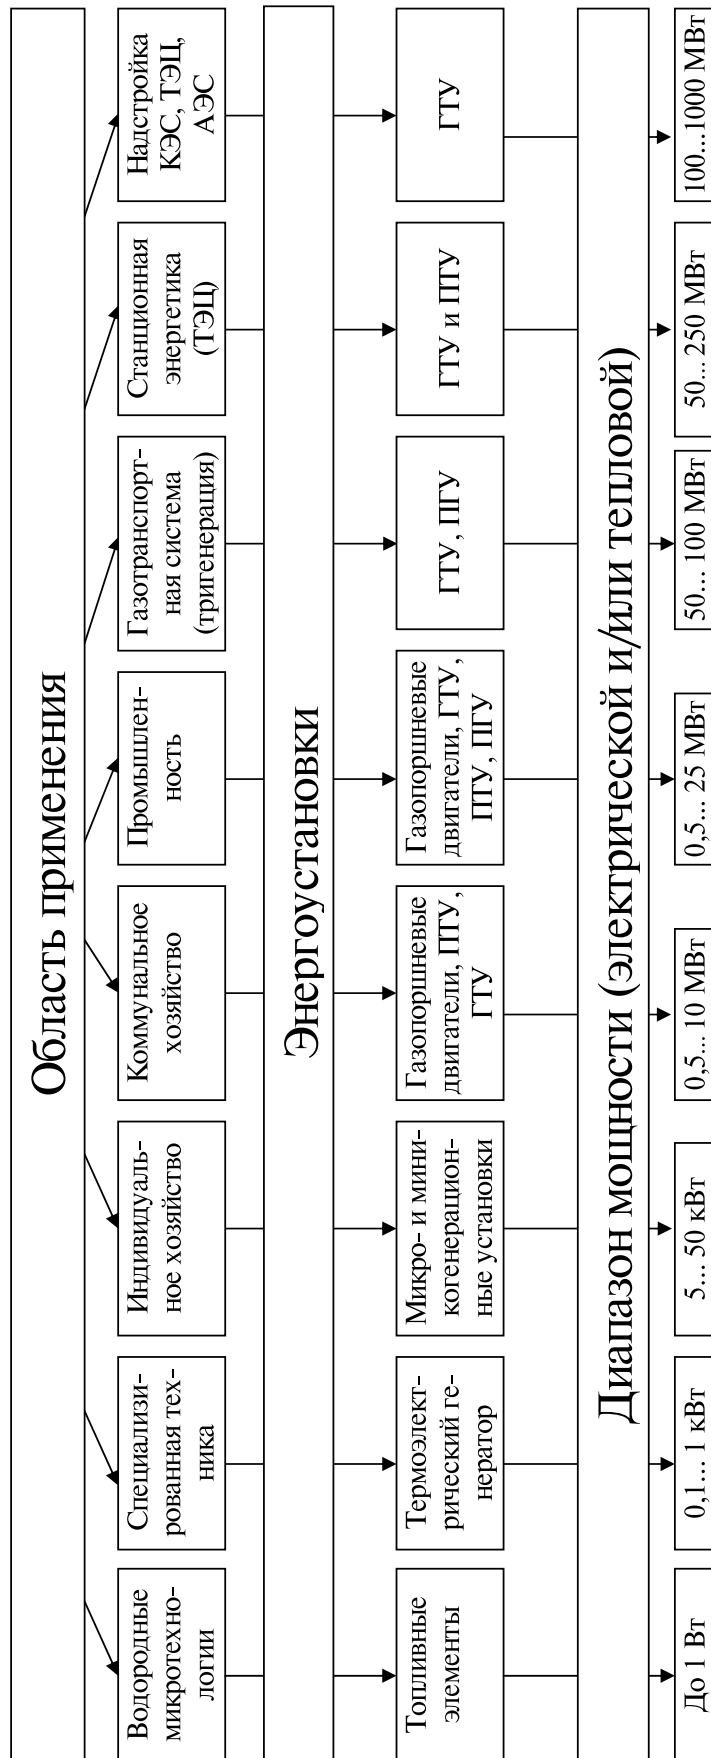 Область применения
Водородные
микротехно-
логии
Специализи-
рованная тех-
ника
Индивидуаль-
ное хозяйство
Коммунальное
хозяйство
Промышлен-
ность
Газотранспорт-
ная система
(тригенерация)
Станционная
энергетика
(ТЭЦ)
Надстройка
КЭС, ТЭЦ,
АЭС
Энергоустановки
Топливные
элементы
Термоэлект-
рический ге-
нератор
Микро- и мини-
когенерацион-
ные установки
Газопоршневые
двигатели, ПТУ,
ГТУ
Газопоршневые
двигатели, ГТУ,
ПТУ, ПГУ
ГТУ, ПГУ
ГТУ и ПТУ
ГТУ
Диапазон мощности (электрической и/или тепловой)
До 1 Вт
0,1... 1 кВт
5... 50 кВт
0,5... 10 МВт
0,5... 25 МВт
50... 100 МВт
50... 250 МВт
100...1000 МВт